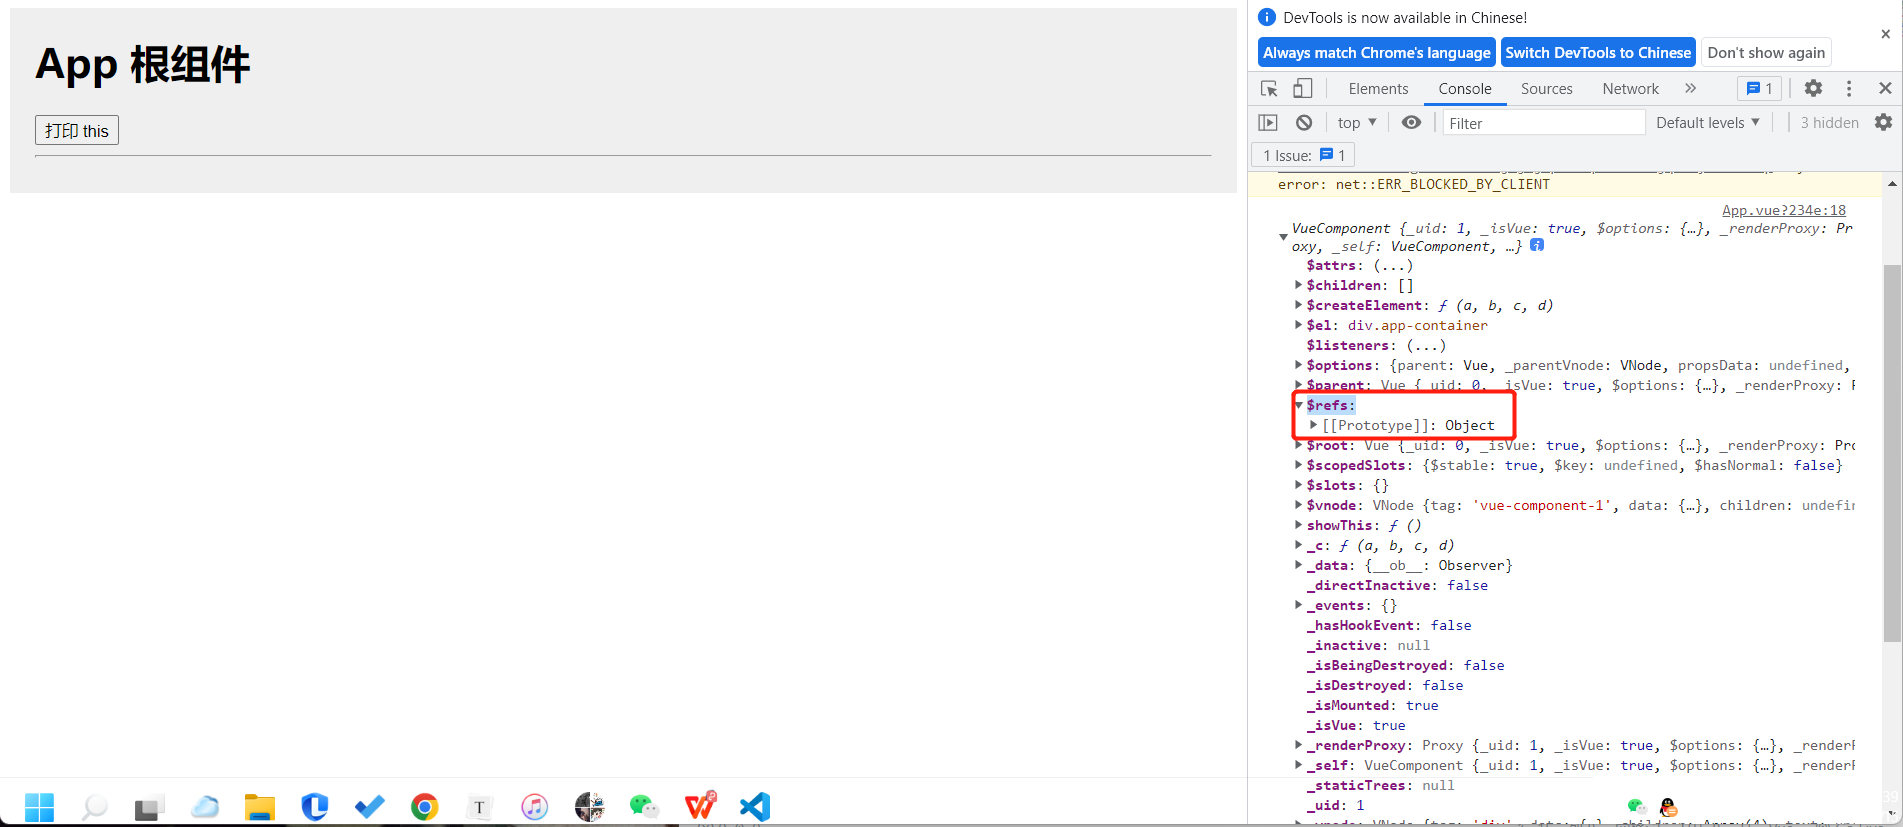 App 根组件
打印 this
DevTools is now available in Chinese!
Always match Chrome's language
Switch DevTools to Chinese
Don't show again
Elements
Console
Sources
Network
1
top
Filter
Default levels
3 hidden
1 Issue: 1
error: net::ERR_BLOCKED_BY_CLIENT
App.vue?234e:18
VueComponent {_uid: 1, _isVue: true, $options: {…}, _renderProxy: Pr
oxy, _self: VueComponent, …}
$attrs: (...)
$children: []
$createElement: ƒ (a, b, c, d)
$el: div.app-container
$listeners: (...)
$options: {parent: Vue, _parentVnode: VNode, propsData: undefined,
$parent: Vue {_uid: 0, _isVue: true, $options: {…}, _renderProxy: P
$refs:
[[Prototype]]: Object
$root: Vue {_uid: 0, _isVue: true, $options: {…}, _renderProxy: Pro
$scopedSlots: {$stable: true, $key: undefined, $hasNormal: false}
$slots: {}
$vnode: VNode {tag: 'vue-component-1', data: {…}, children: undefin
showThis: ƒ ()
_c: ƒ (a, b, c, d)
_data: {__ob__: Observer}
_directInactive: false
_events: {}
_hasHookEvent: false
_inactive: null
_isBeingDestroyed: false
_isDestroyed: false
_isMounted: true
_isVue: true
_renderProxy: Proxy {_uid: 1, _isVue: true, $options: {…}, _renderP
_self: VueComponent {_uid: 1, _isVue: true, $options: {…}, _renderP
_staticTrees: null
_uid: 1